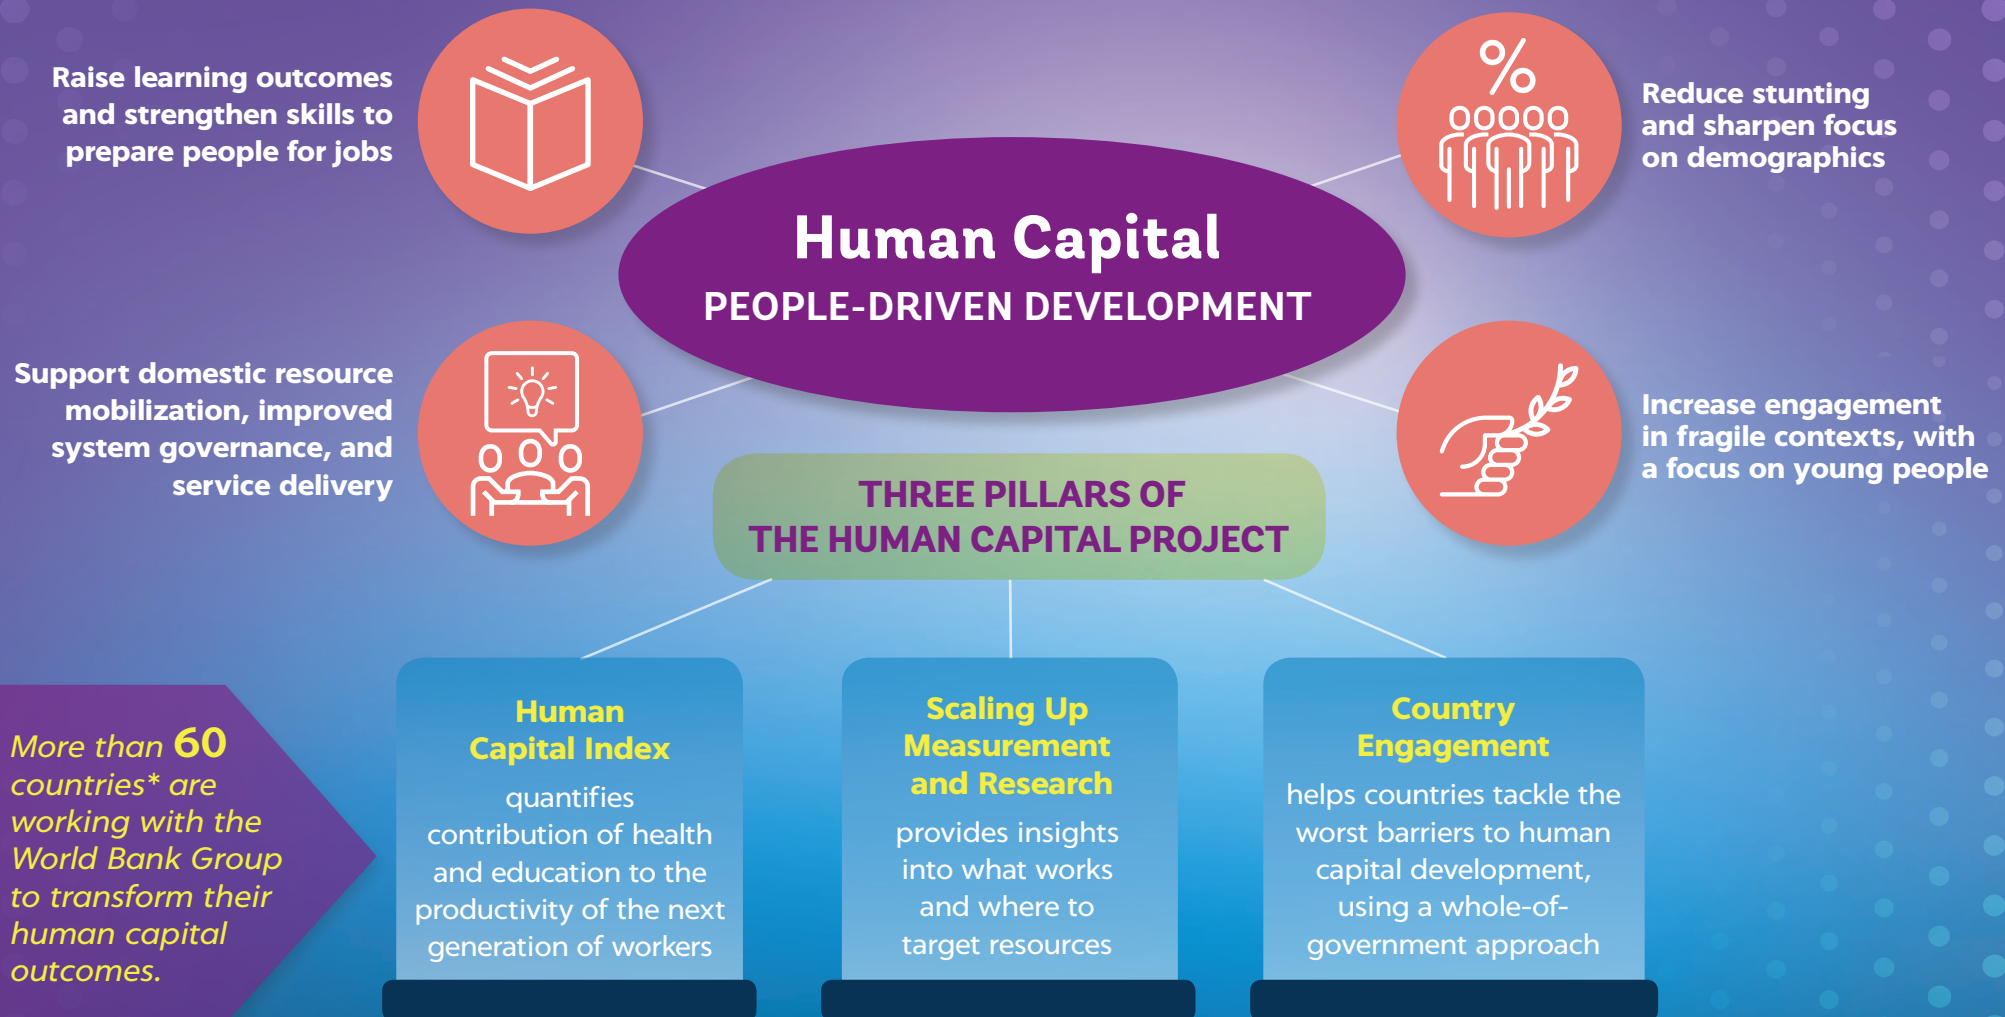 Raise learning outcomes
and strengthen skills to
prepare people for jobs
Reduce stunting
and sharpen focus
on demographics
Human Capital
PEOPLE-DRIVEN DEVELOPMENT
Support domestic resource
mobilization, improved
system governance, and
service delivery
Increase engagement
in fragile contexts, with
a focus on young people
THREE PILLARS OF
THE HUMAN CAPITAL PROJECT
More than 60
countries* are
working with the
World Bank Group
to transform their
human capital
outcomes.
Human
Capital Index
quantifies
contribution of health
and education to the
productivity of the next
generation of workers
Scaling Up
Measurement
and Research
provides insights
into what works
and where to
target resources
Country
Engagement
helps countries tackle the
worst barriers to human
capital development,
using a whole-of-
government approach
%